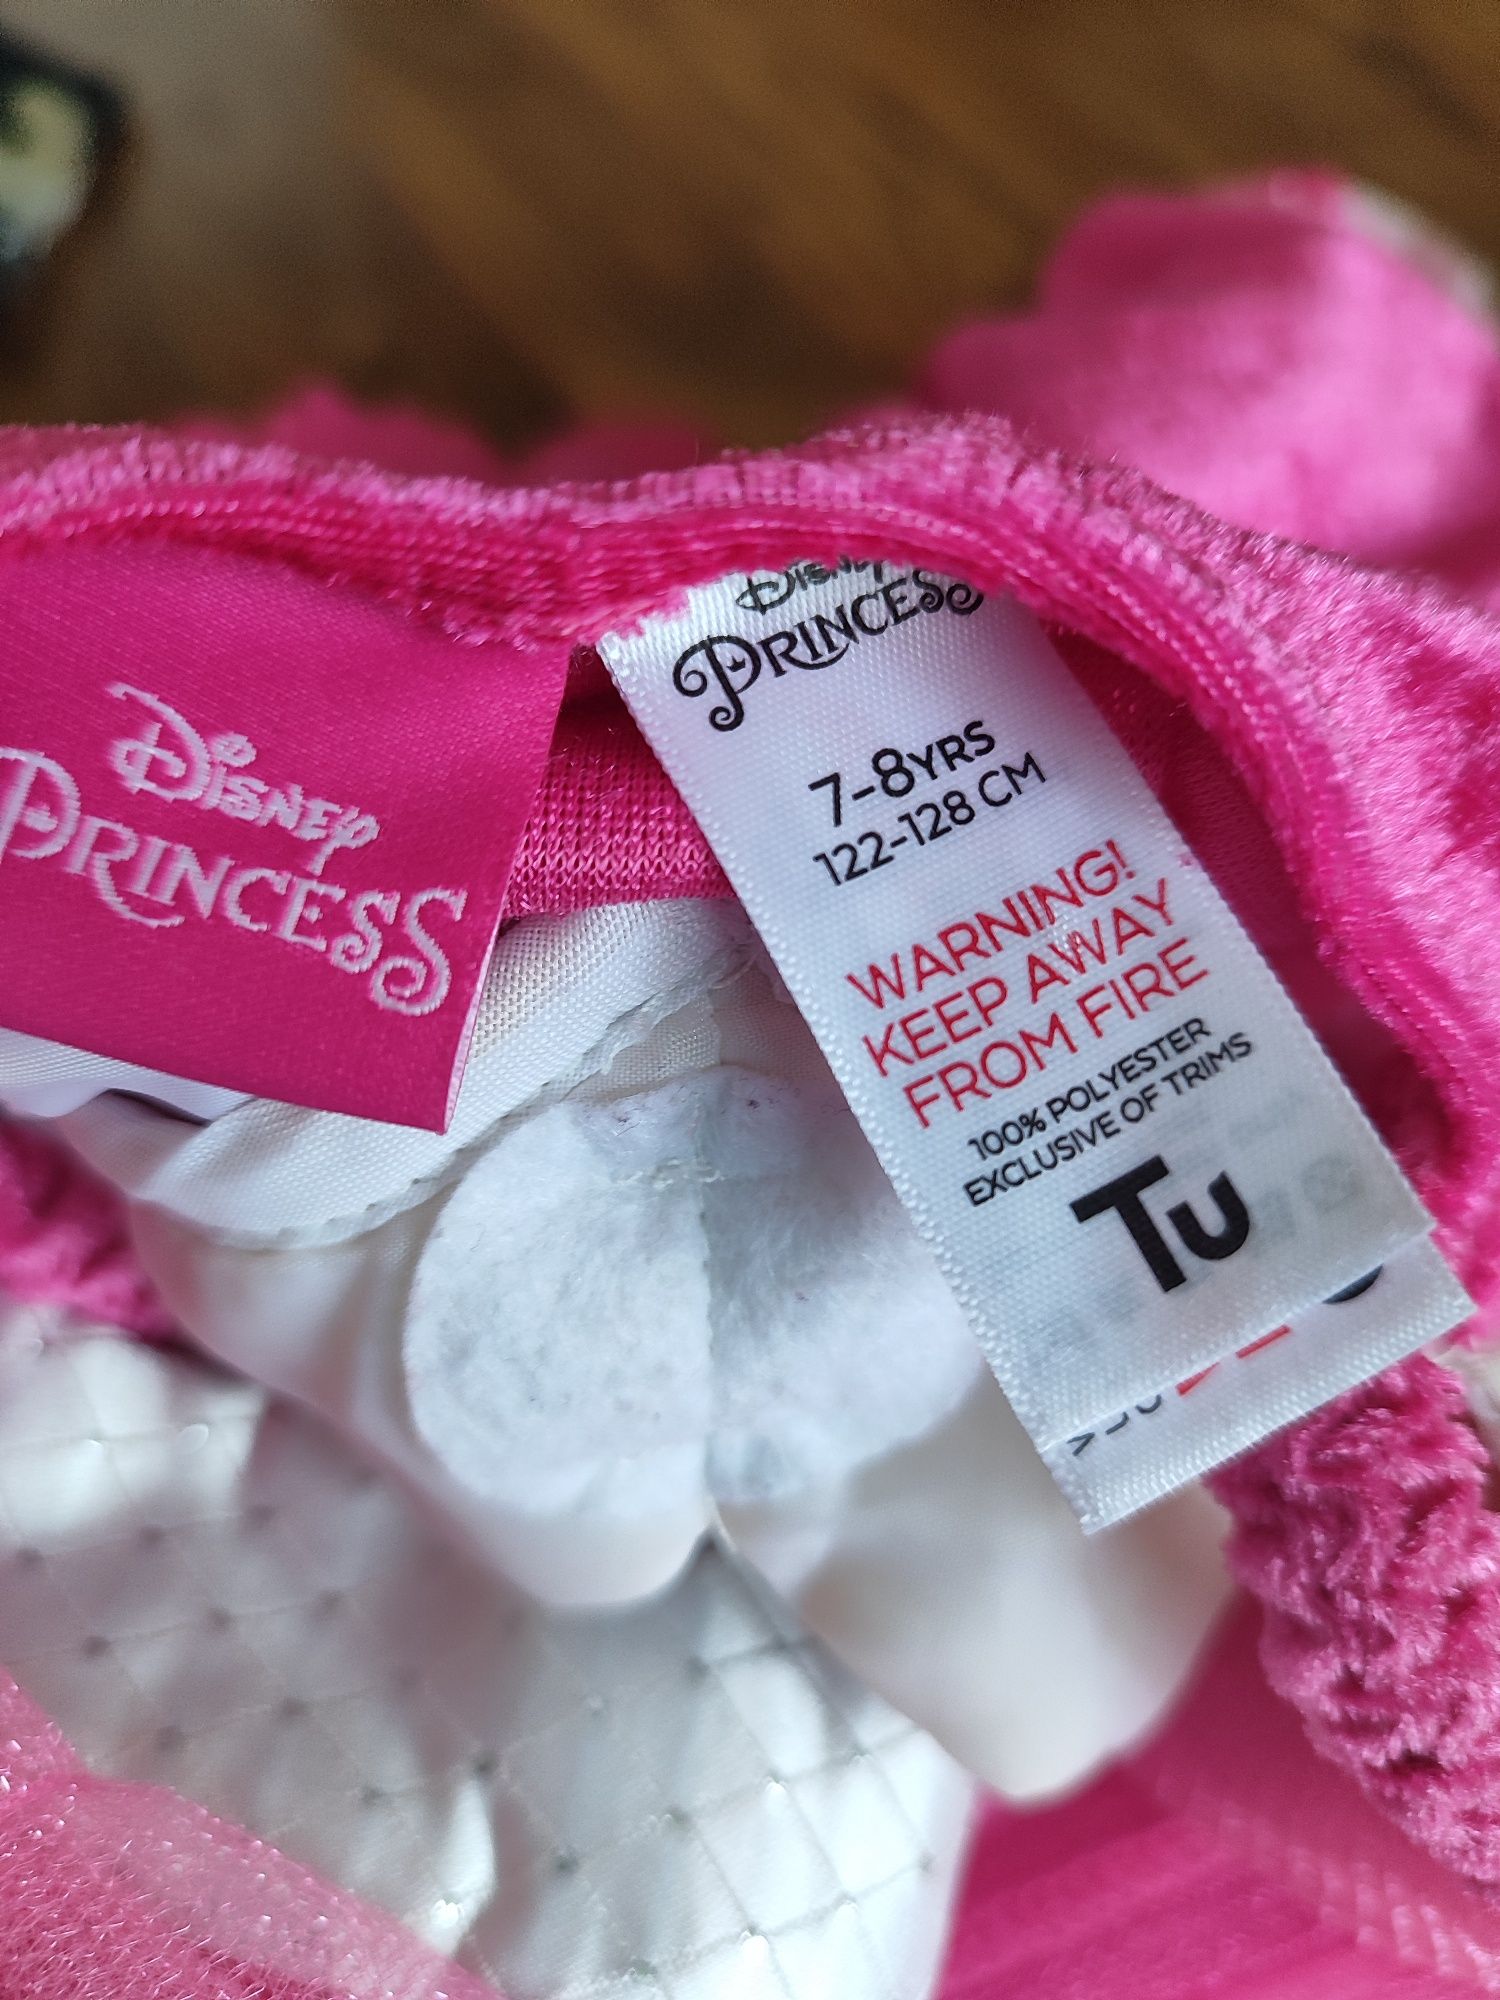 Disney
PRINCESS
Disney
PRINCESS
7-8YRS
122-128 CM
WARNING!
KEEP AWAY
FROM FIRE
100% POLYESTER
EXCLUSIVE OF TRIMS
Tu